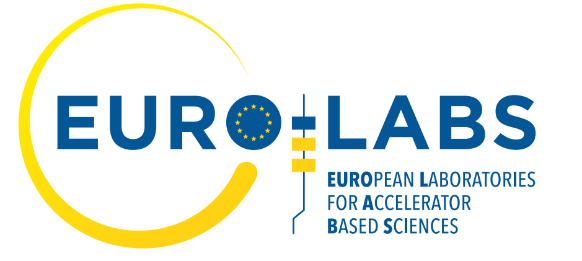 EURO-LABS
EUROPEAN LABORATORIES
FOR ACCELERATOR
BASED SCIENCES